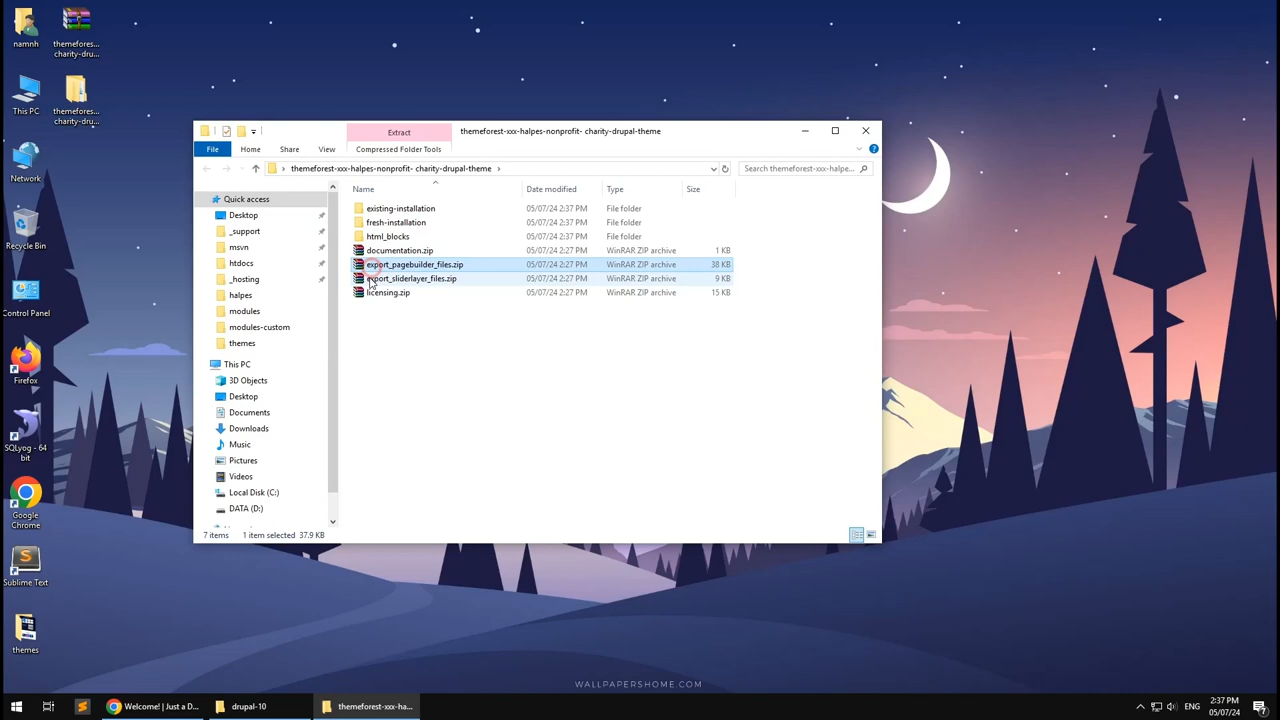 namnh
themefores...
charity-dru...
This PC
themefores...
charity-dru...
Network
Recycle Bin
Control Panel
Firefox
SQLyog - 64
bit
Google
Chrome
Sublime Text
themes
Extract
themeforest-xxx-halpes-nonprofit- charity-drupal-theme
File
Home
Share
View
Compressed Folder Tools
themeforest-xxx-halpes-nonprofit- charity-drupal-theme
Search themeforest-xxx-halpe...
Quick access
Desktop
_support
msvn
htdocs
_hosting
halpes
modules
modules-custom
themes
This PC
3D Objects
Desktop
Documents
Downloads
Music
Pictures
Videos
Local Disk (C:)
DATA (D:)
Name Date modified Type Size
existing-installation 05/07/24 2:37 PM File folder
fresh-installation 05/07/24 2:37 PM File folder
html_blocks 05/07/24 2:37 PM File folder
documentation.zip 05/07/24 2:27 PM WinRAR ZIP archive 1 KB
export_pagebuilder_files.zip 05/07/24 2:27 PM WinRAR ZIP archive 38 KB
export_sliderlayer_files.zip 05/07/24 2:27 PM WinRAR ZIP archive 9 KB
licensing.zip 05/07/24 2:27 PM WinRAR ZIP archive 15 KB
7 items 1 item selected 37.9 KB
WALLPAPERSHOME.COM
Welcome! | Just a D...
drupal-10
themeforest-xxx-ha...
ENG
2:37 PM
05/07/24